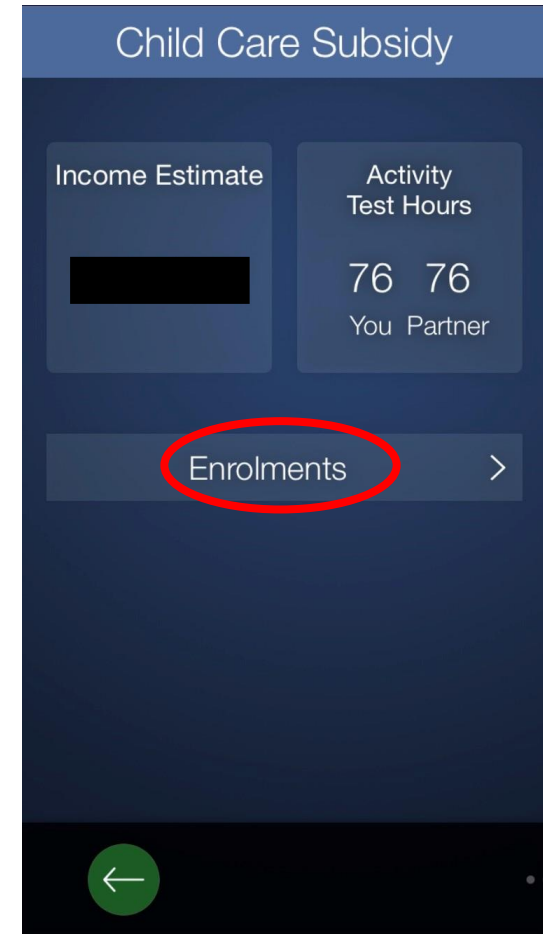 Child Care Subsidy
Income Estimate
Activity
Test Hours
76 76
You Partner
Enrolments